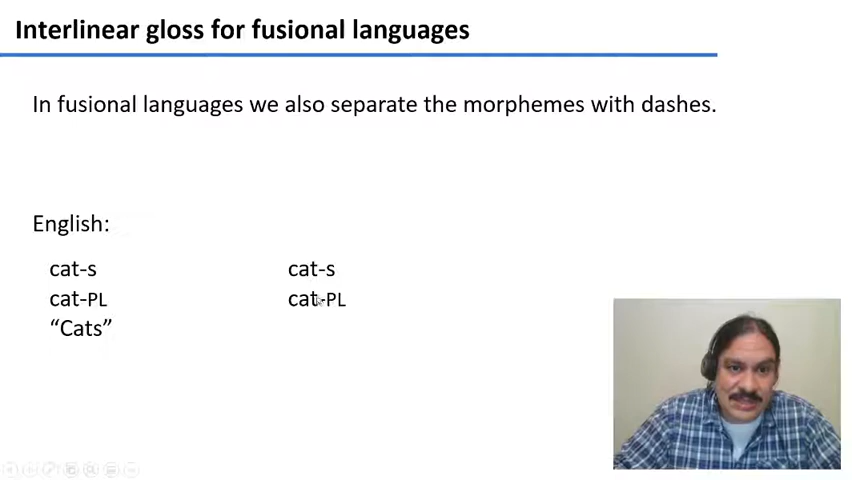 Interlinear gloss for fusional languages
In fusional languages we also separate the morphemes with dashes.
English:
cat-s
cat-PL
“Cats”
cat-s
cat-PL